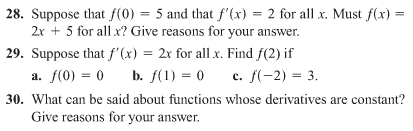 28. Suppose that f(0) = 5 and that f′(x) = 2 for all x. Must f(x) =
2x + 5 for all x? Give reasons for your answer.
29. Suppose that f′(x) = 2x for all x. Find f(2) if
a. f(0) = 0 b. f(1) = 0 c. f(−2) = 3.
30. What can be said about functions whose derivatives are constant?
Give reasons for your answer.